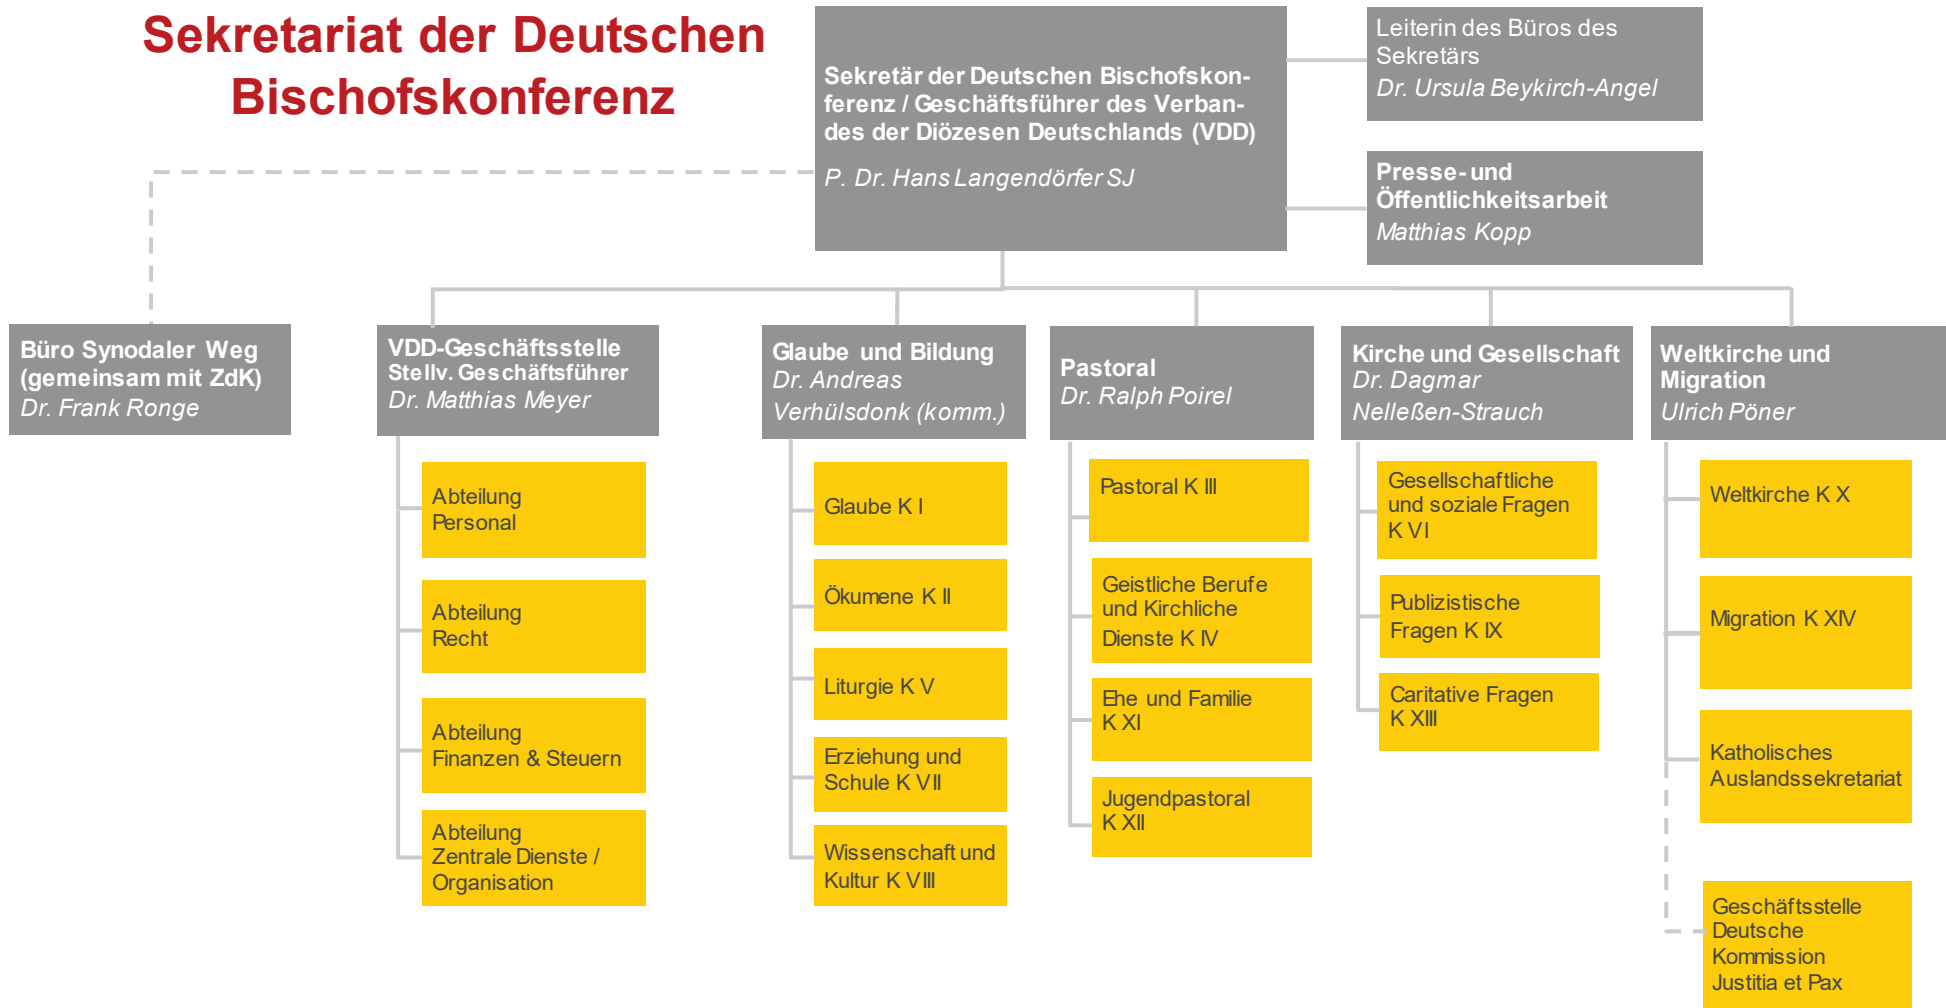 Sekretariat der Deutschen
Bischofskonferenz
Sekretär der Deutschen Bischofskon-
ferenz / Geschäftsführer des Verban-
des der Diözesen Deutschlands (VDD)
P. Dr. Hans Langendörfer SJ
Leiterin des Büros des
Sekretärs
Dr. Ursula Beykirch-Angel
Presse- und
Öffentlichkeitsarbeit
Matthias Kopp
Büro Synodaler Weg
(gemeinsam mit ZdK)
Dr. Frank Ronge
VDD-Geschäftsstelle
Stellv. Geschäftsführer
Dr. Matthias Meyer
Abteilung
Personal
Abteilung
Recht
Abteilung
Finanzen & Steuern
Abteilung
Zentrale Dienste /
Organisation
Glaube und Bildung
Dr. Andreas
Verhülsdonk (komm.)
Glaube K I
Ökumene K II
Liturgie K V
Erziehung und
Schule K VII
Wissenschaft und
Kultur K VIII
Pastoral
Dr. Ralph Poirel
Pastoral K III
Geistliche Berufe
und Kirchliche
Dienste K IV
Ehe und Familie
K XI
Jugendpastoral
K XII
Kirche und Gesellschaft
Dr. Dagmar
Nelleßen-Strauch
Gesellschaftliche
und soziale Fragen
K VI
Publizistische
Fragen K IX
Caritative Fragen
K XIII
Weltkirche und
Migration
Ulrich Pöner
Weltkirche K X
Migration K XIV
Katholisches
Auslandssekretariat
Geschäftsstelle
Deutsche
Kommission
Justitia et Pax